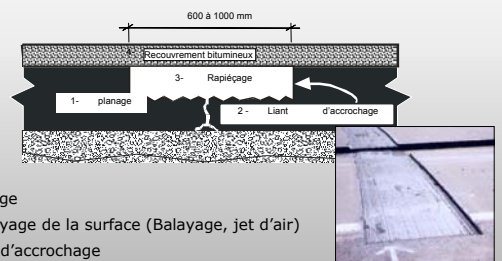 600 à 1000 mm
Recouvrement bitumineux
3- Rapiéçage
1- planage
2 - Liant d'accrochage
ge
yage de la surface (Balayage, jet d'air)
d'accrochage